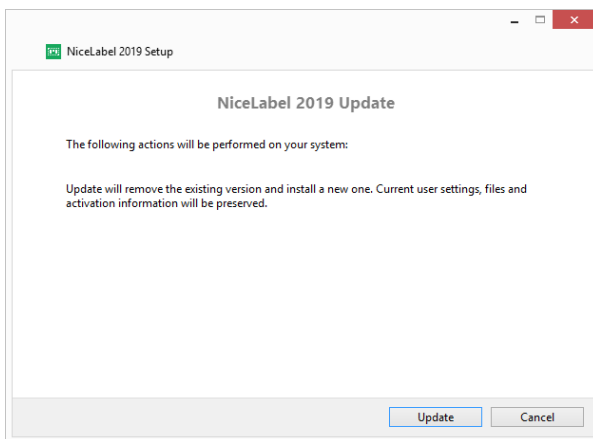 NiceLabel 2019 Setup
NiceLabel 2019 Update
The following actions will be performed on your system:
Update will remove the existing version and install a new one. Current user settings, files and
activation information will be preserved.
Update Cancel